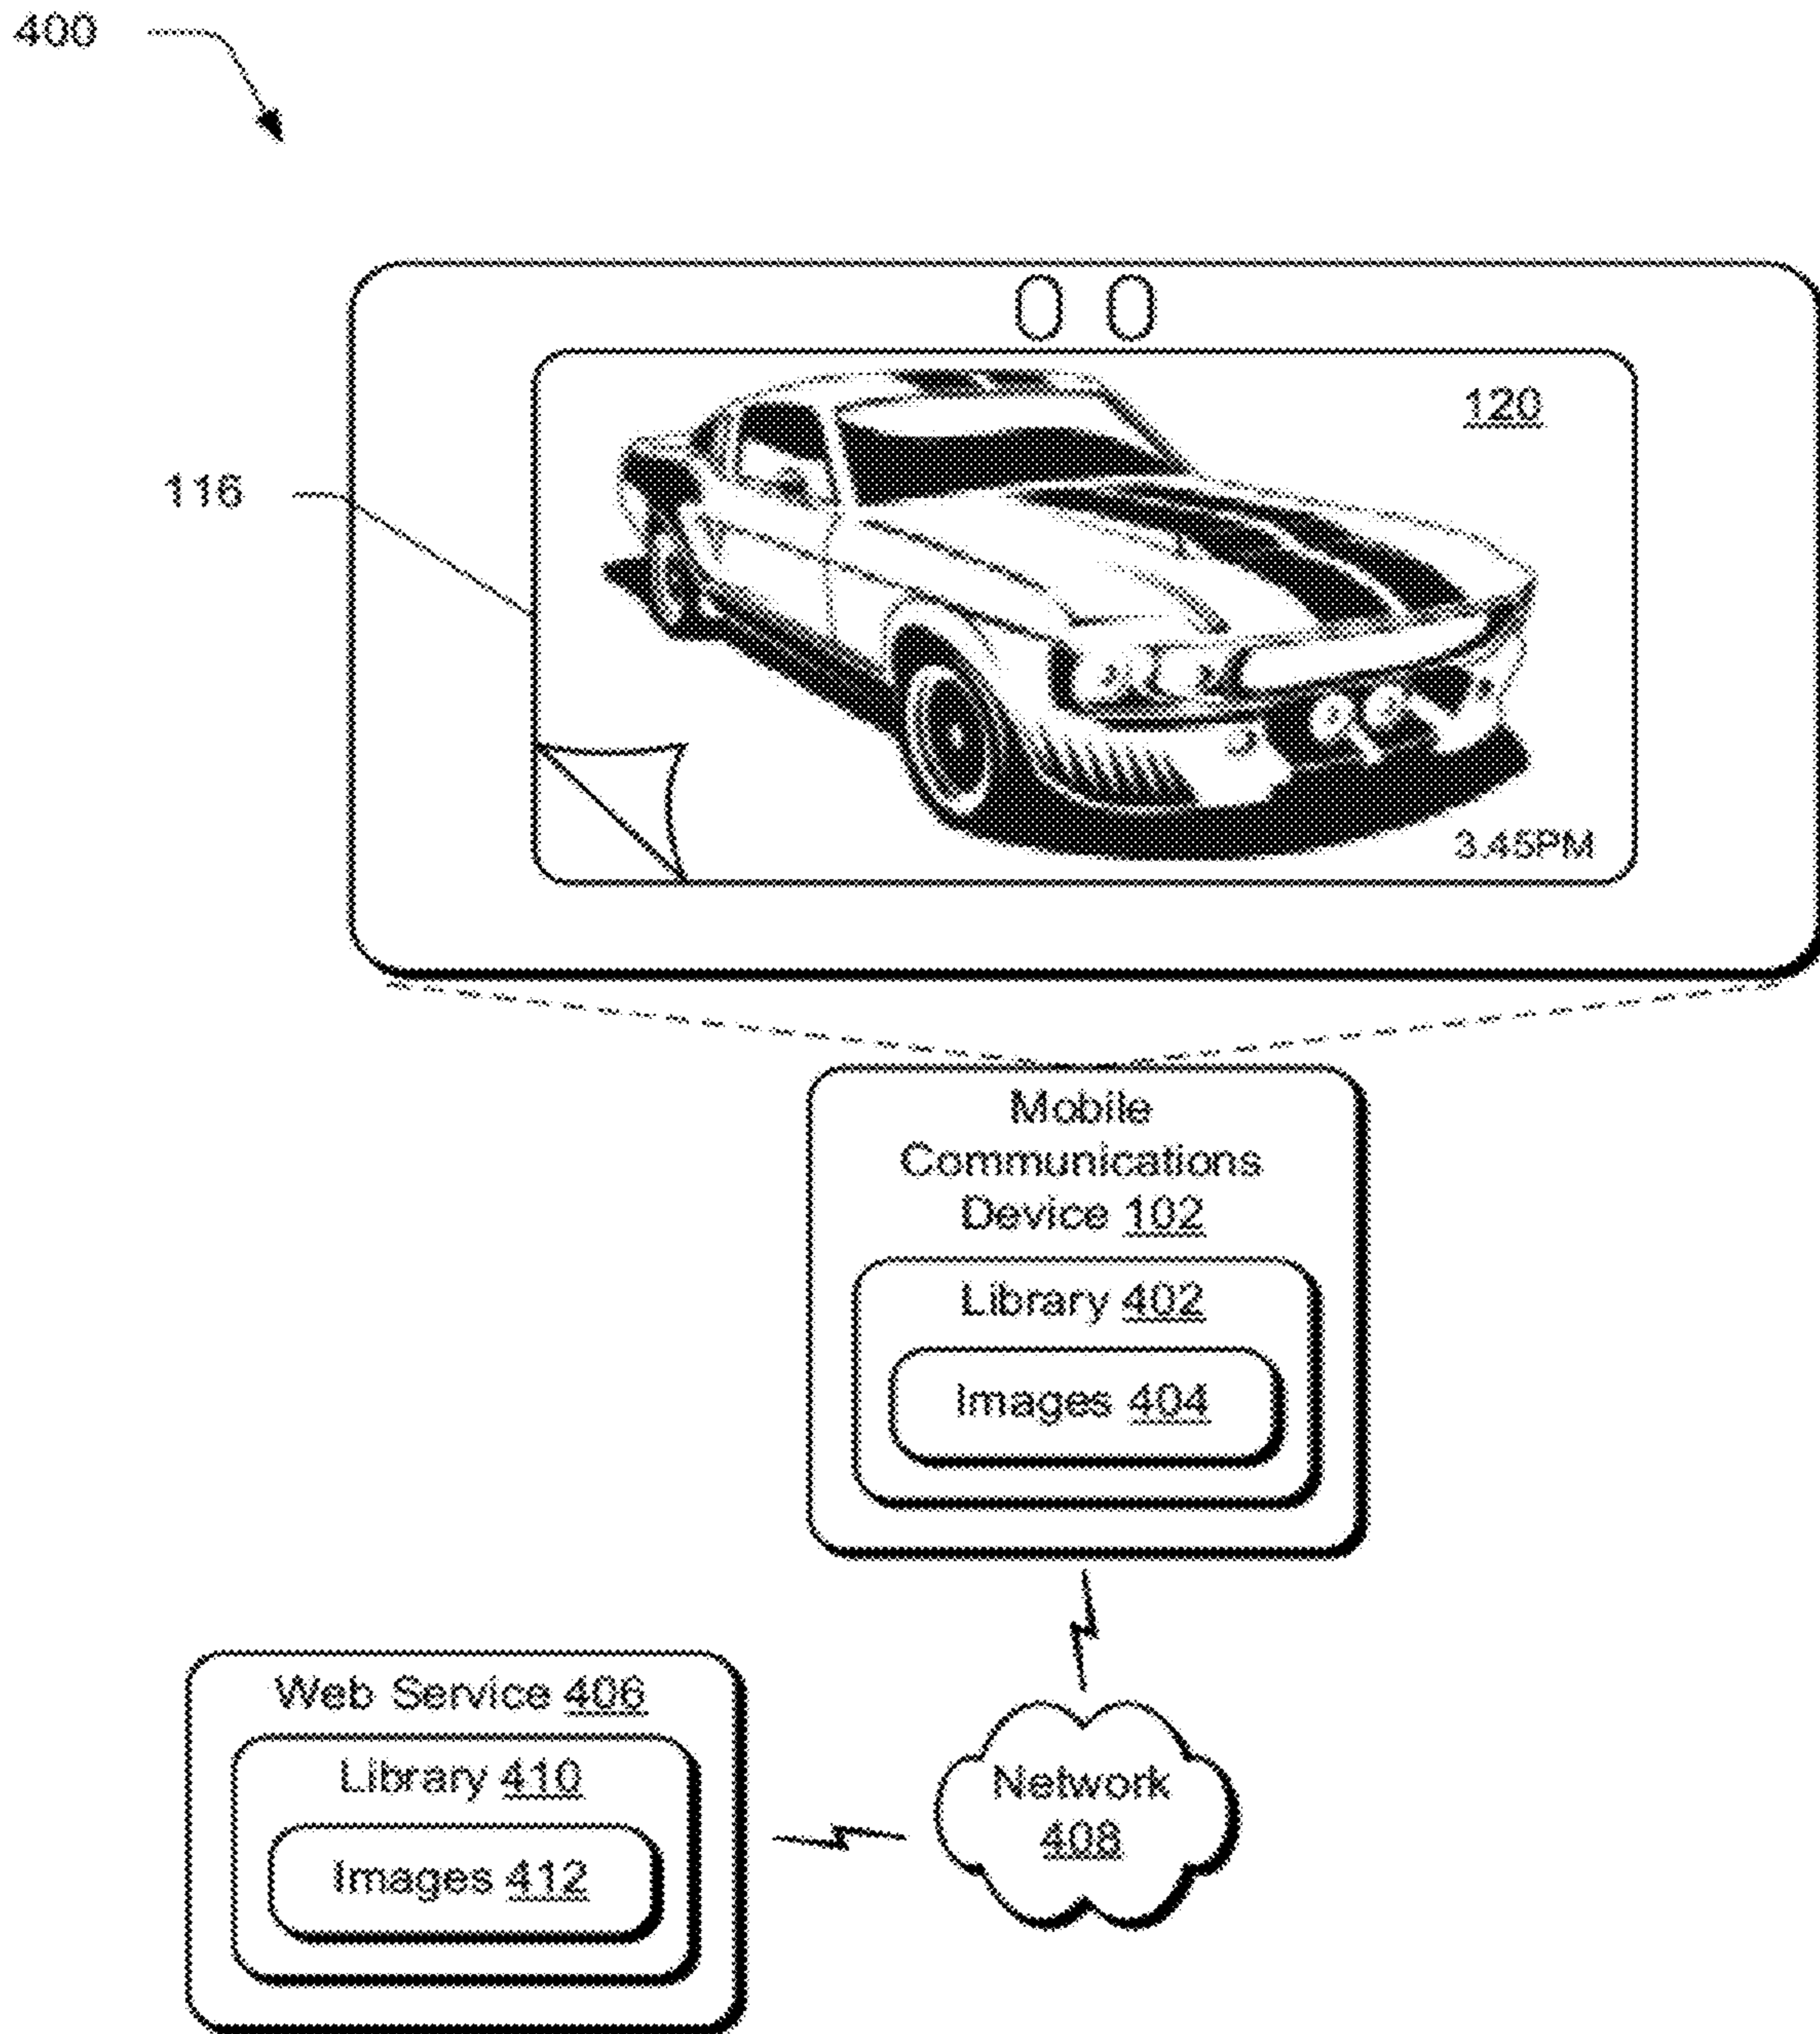 400
120
116
3.45PM
Mobile
Communications
Device 102
Library 402
Images 404
Web Service 406
Library 410
Images 412
Network
408